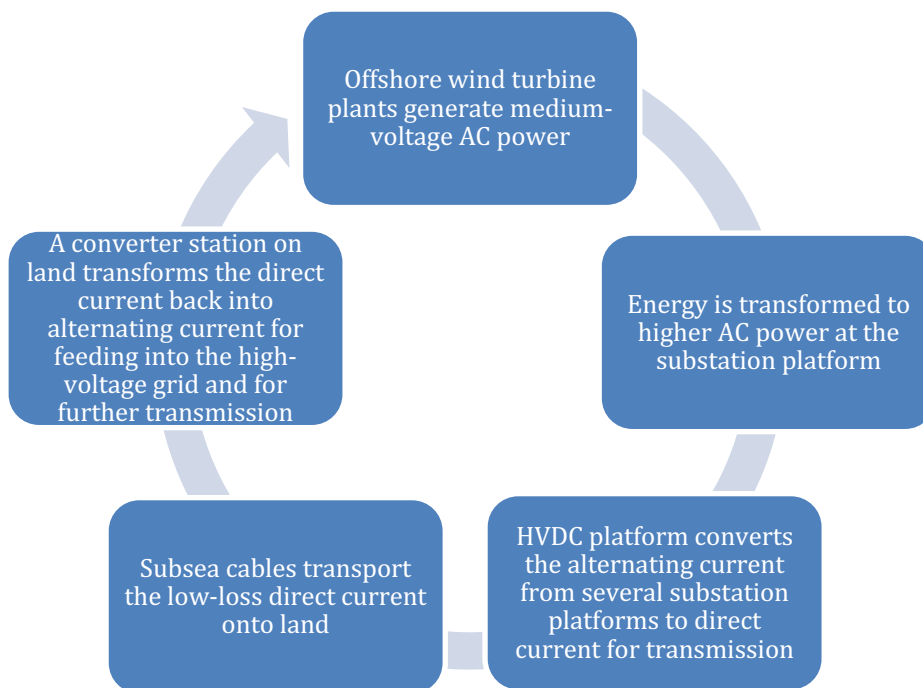 Offshore wind turbine
plants generate medium-
voltage AC power
Energy is transformed to
higher AC power at the
substation platform
HVDC platform converts
the alternating current
from several substation
platforms to direct
current for transmission
Subsea cables transport
the low-loss direct current
onto land
A converter station on
land transforms the direct
current back into
alternating current for
feeding into the high-
voltage grid and for
further transmission